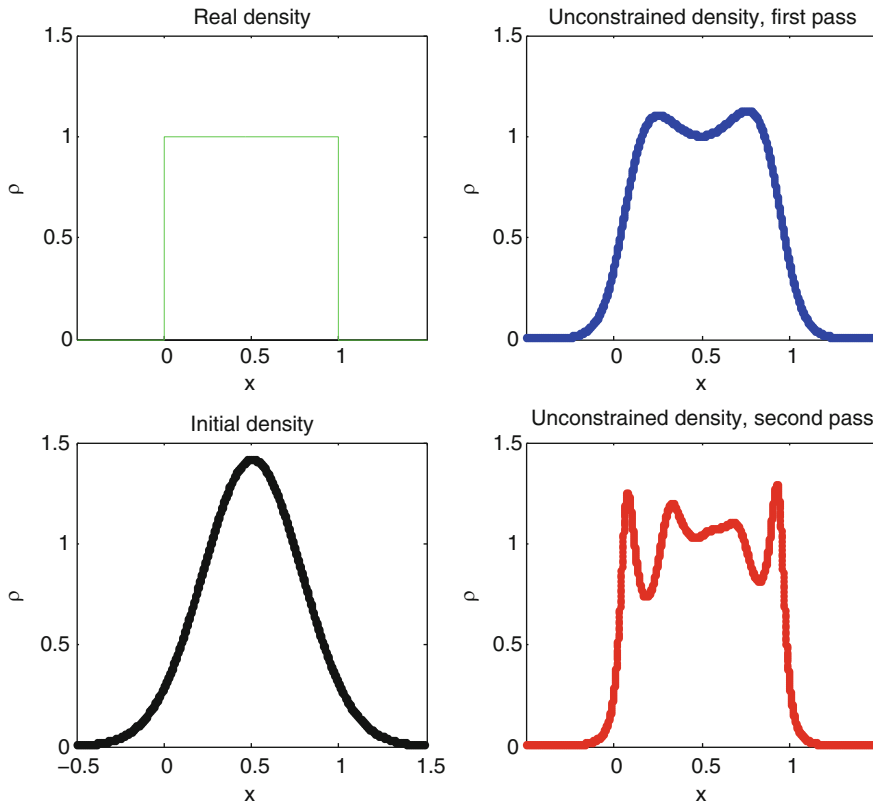 Real density
1.5
1
0.5
0
ρ
0 0.5 1
x
Unconstrained density, first pass
1.5
1
0.5
0
ρ
0 0.5 1
x
Initial density
1.5
1
0.5
0
ρ
−0.5 0 0.5 1 1.5
x
Unconstrained density, second pass
1.5
1
0.5
0
ρ
0 0.5 1
x